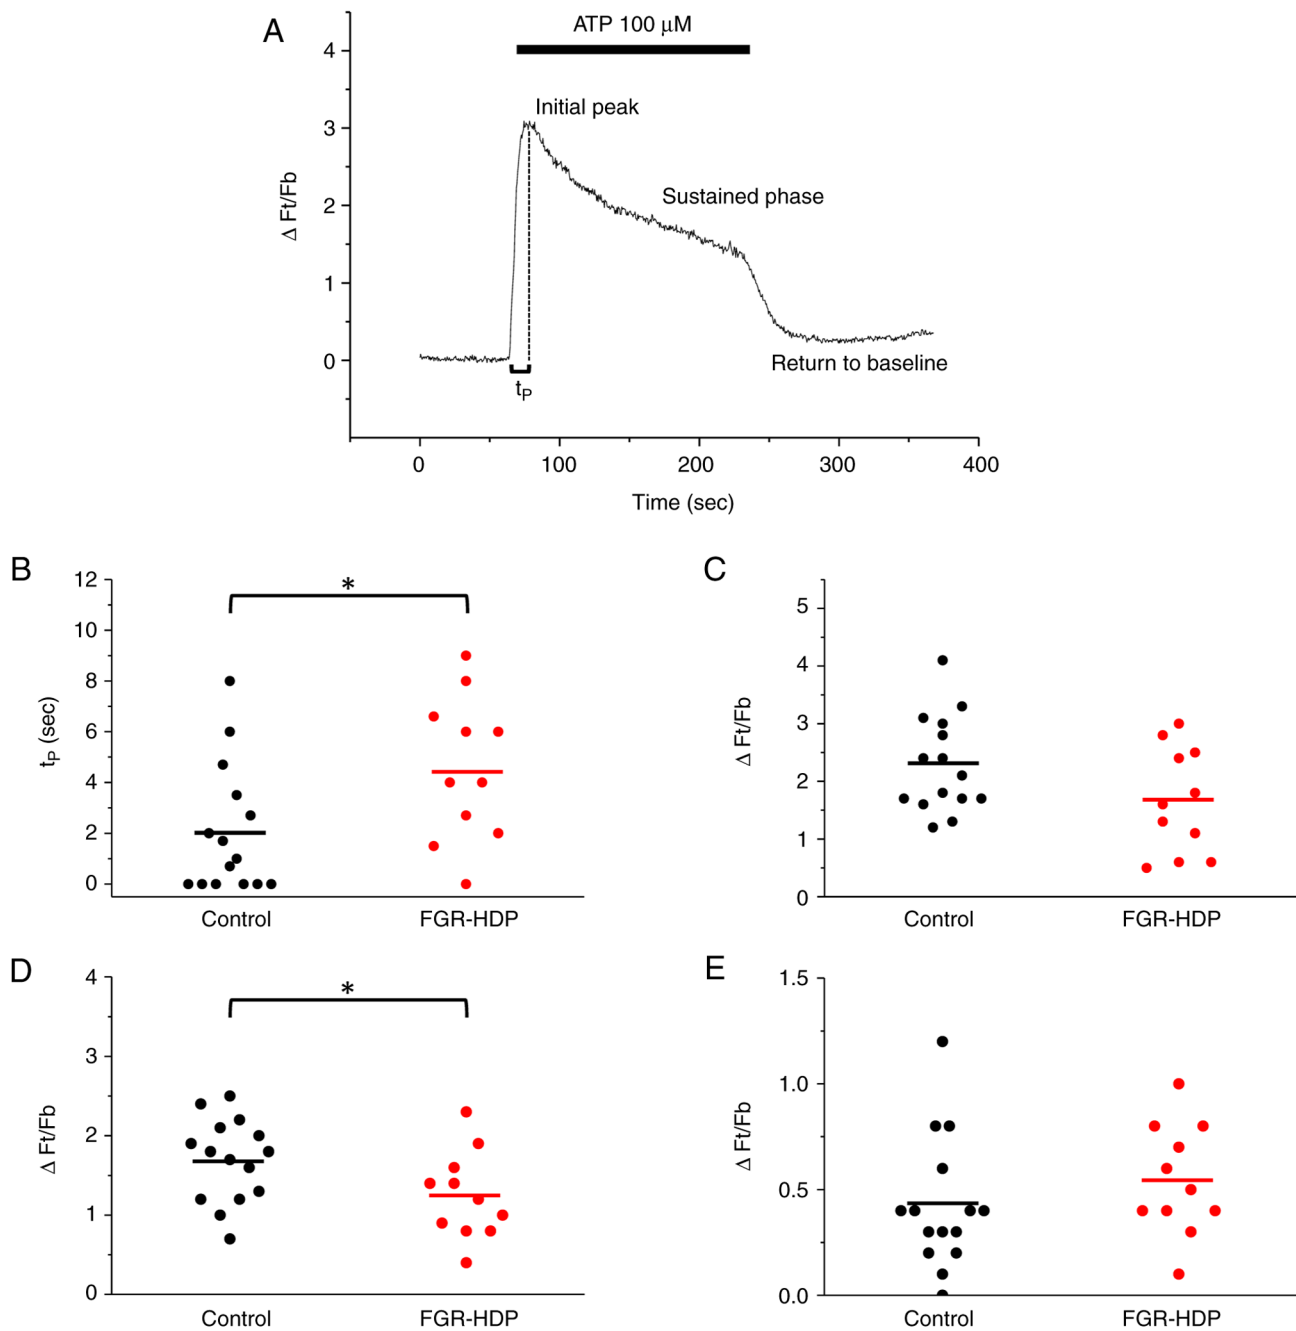 A
ATP 100 µM
4
3
2
1
0
Δ Ft/Fb
Initial peak
Sustained phase
Return to baseline
tP
0 100 200 300 400
Time (sec)
B
12
10
8
6
4
2
0
tP (sec)
*
Control FGR-HDP
C
5
4
3
2
1
0
Δ Ft/Fb
Control FGR-HDP
D
4
3
2
1
0
Δ Ft/Fb
*
Control FGR-HDP
E
1.5
1.0
0.5
0.0
Δ Ft/Fb
Control FGR-HDP